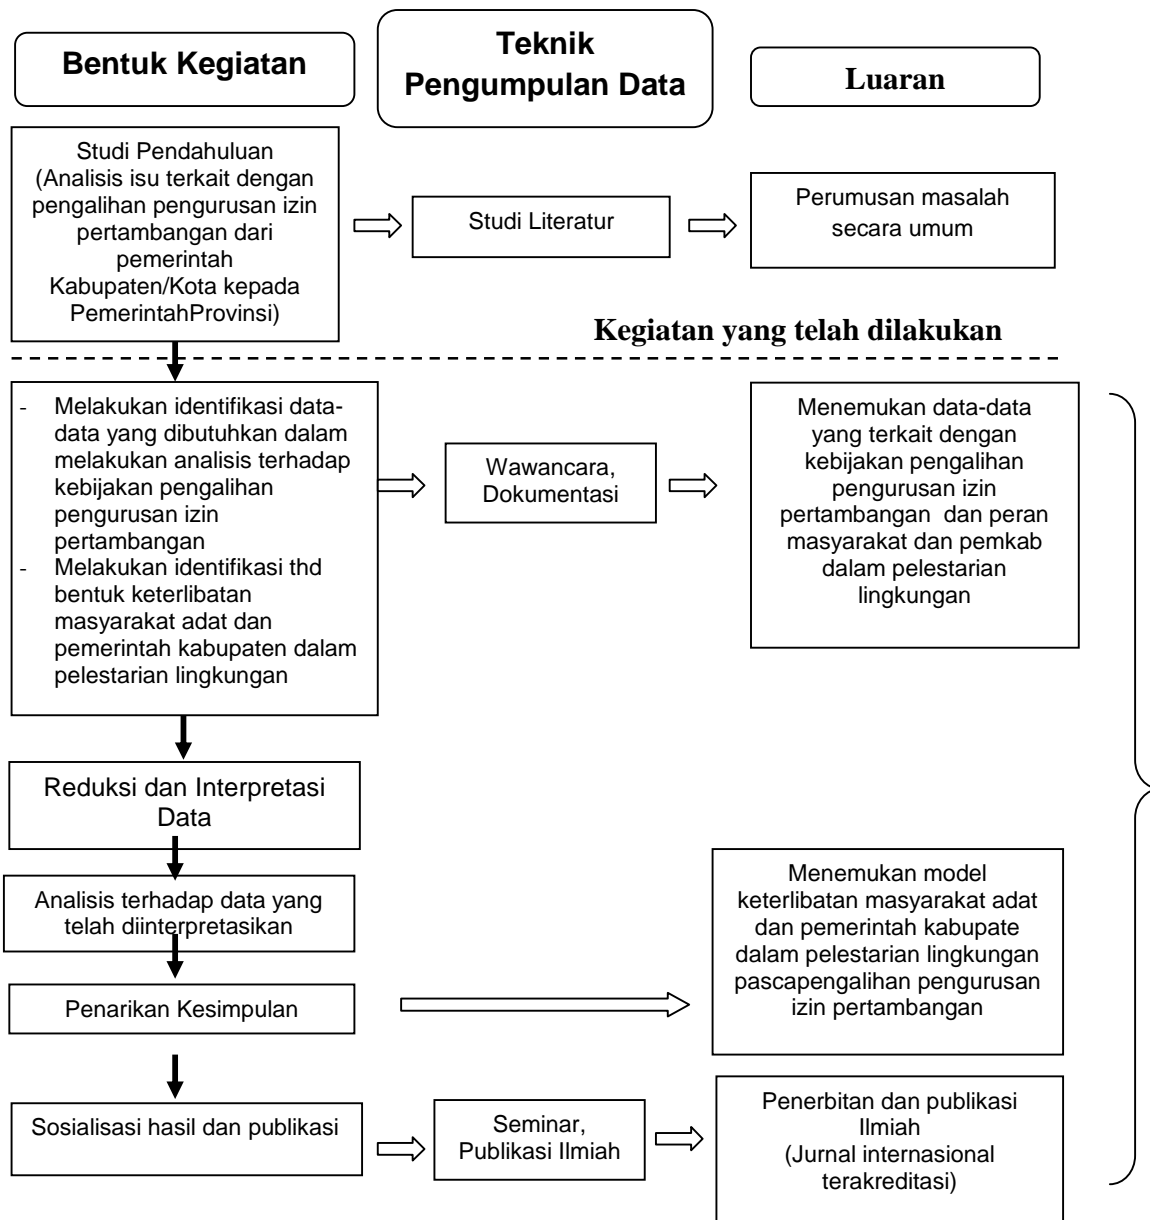 Bentuk Kegiatan
Teknik
Pengumpulan Data
Luaran
Studi Pendahuluan
(Analisis isu terkait dengan
pengalihan pengurusan izin
pertambangan dari
pemerintah
Kabupaten/Kota kepada
PemerintahProvinsi)
Studi Literatur
Perumusan masalah
secara umum
Kegiatan yang telah dilakukan
- Melakukan identifikasi data-
data yang dibutuhkan dalam
melakukan analisis terhadap
kebijakan pengalihan
pengurusan izin
pertambangan
- Melakukan identifikasi thd
bentuk keterlibatan
masyarakat adat dan
pemerintah kabupaten dalam
pelestarian lingkungan
Wawancara,
Dokumentasi
Menemukan data-data
yang terkait dengan
kebijakan pengalihan
pengurusan izin
pertambangan dan peran
masyarakat dan pemkab
dalam pelestarian
lingkungan
Reduksi dan Interpretasi
Data
Analisis terhadap data yang
telah diinterpretasikan
Penarikan Kesimpulan
Menemukan model
keterlibatan masyarakat adat
dan pemerintah kabupate
dalam pelestarian lingkungan
pascapengalihan pengurusan
izin pertambangan
Sosialisasi hasil dan publikasi
Seminar,
Publikasi Ilmiah
Penerbitan dan publikasi
Ilmiah
(Jurnal internasional
terakreditasi)